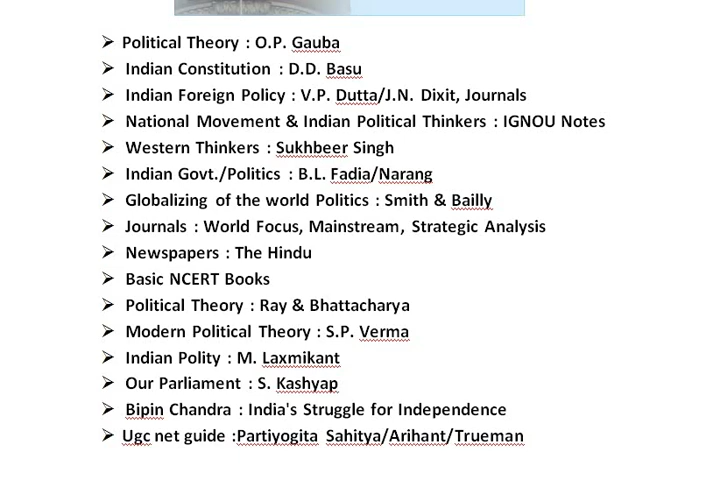 ➢ Political Theory : O.P. Gauba
➢ Indian Constitution : D.D. Basu
➢ Indian Foreign Policy : V.P. Dutta/J.N. Dixit, Journals
➢ National Movement & Indian Political Thinkers : IGNOU Notes
➢ Western Thinkers : Sukhbeer Singh
➢ Indian Govt./Politics : B.L. Fadia/Narang
➢ Globalizing of the world Politics : Smith & Bailly
➢ Journals : World Focus, Mainstream, Strategic Analysis
➢ Newspapers : The Hindu
➢ Basic NCERT Books
➢ Political Theory : Ray & Bhattacharya
➢ Modern Political Theory : S.P. Verma
➢ Indian Polity : M. Laxmikant
➢ Our Parliament : S. Kashyap
➢ Bipin Chandra : India's Struggle for Independence
➢ Ugc net guide :Partiyogita Sahitya/Arihant/Trueman